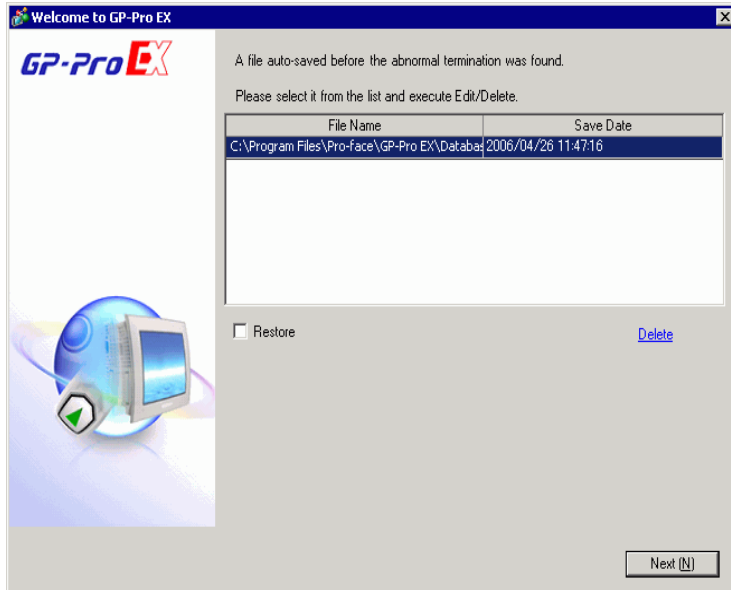 Welcome to GP-Pro EX
GP-Pro EX
A file auto-saved before the abnormal termination was found.
Please select it from the list and execute Edit/Delete.
File Name Save Date
C:\Program Files\Pro-face\GP-Pro EX\Databas 2006/04/26 11:47:16
Restore Delete
Next (N)